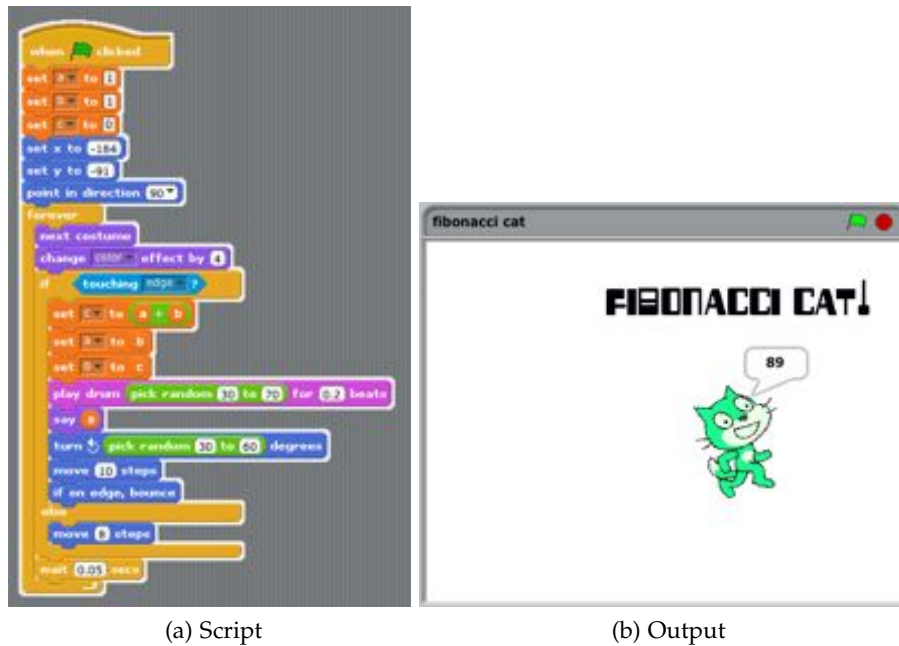 when clicked
set a to 1
set b to 1
set c to 0
set x to -184
set y to -91
point in direction 90
forever
next costume
change color effect by 4
if touching edge ?
set c to a + b
set a to b
set b to c
play drum pick random 30 to 70 for 0.2 beats
say a
turn pick random 30 to 60 degrees
move 10 steps
if on edge, bounce
else
move 8 steps
wait 0.05 secs
(a) Script
fibonacci cat
FIBONACCI CAT!
89
(b) Output